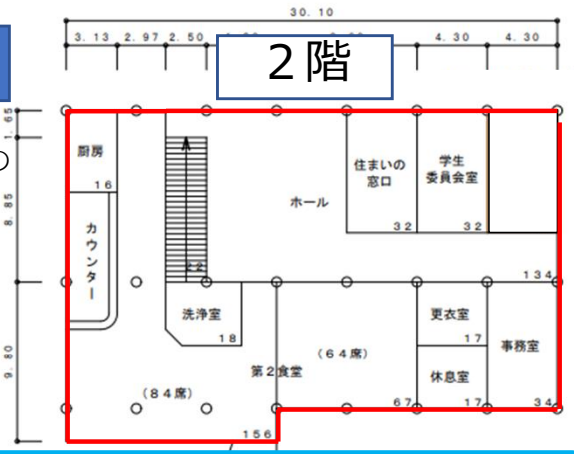 30.10
3.13 2.97 2.50 4.30 4.30
2階
1.65
8.85
9.80
の
厨房
16
カウンター
22
ホール
住まいの
窓口
32
学生
委員会室
32
134
洗浄室
18
第2食堂
(84席)
156
(64席)
67
更衣室
17
休息室
17
事務室
34